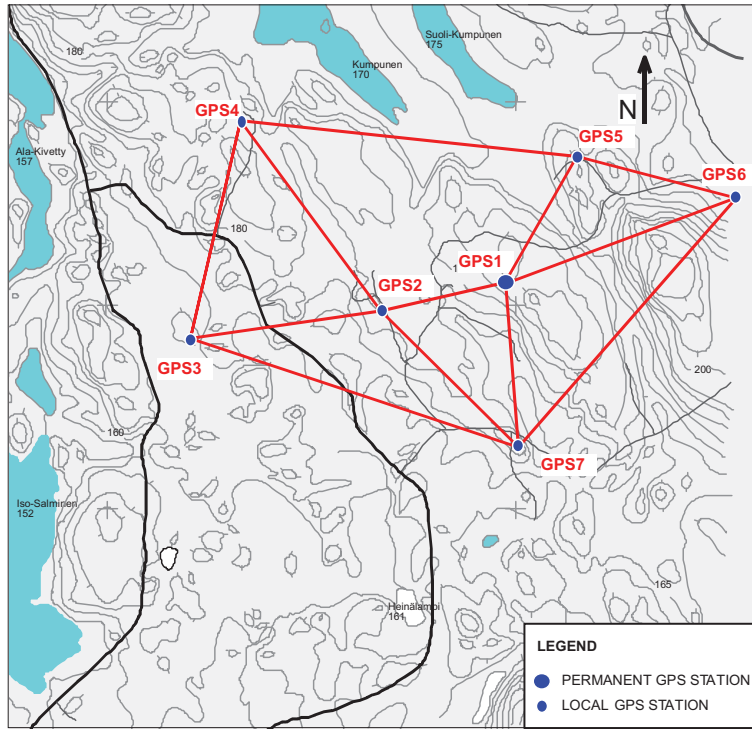 Suoli-Kumpunen
175
180
Kumpunen
170
N
GPS4
GPS5
Ala-Kivetty
157
GPS6
180
GPS1
1
GPS2
GPS3
200
160
GPS7
Iso-Salminen
152
165
Heinälampi
161
LEGEND
PERMANENT GPS STATION
LOCAL GPS STATION